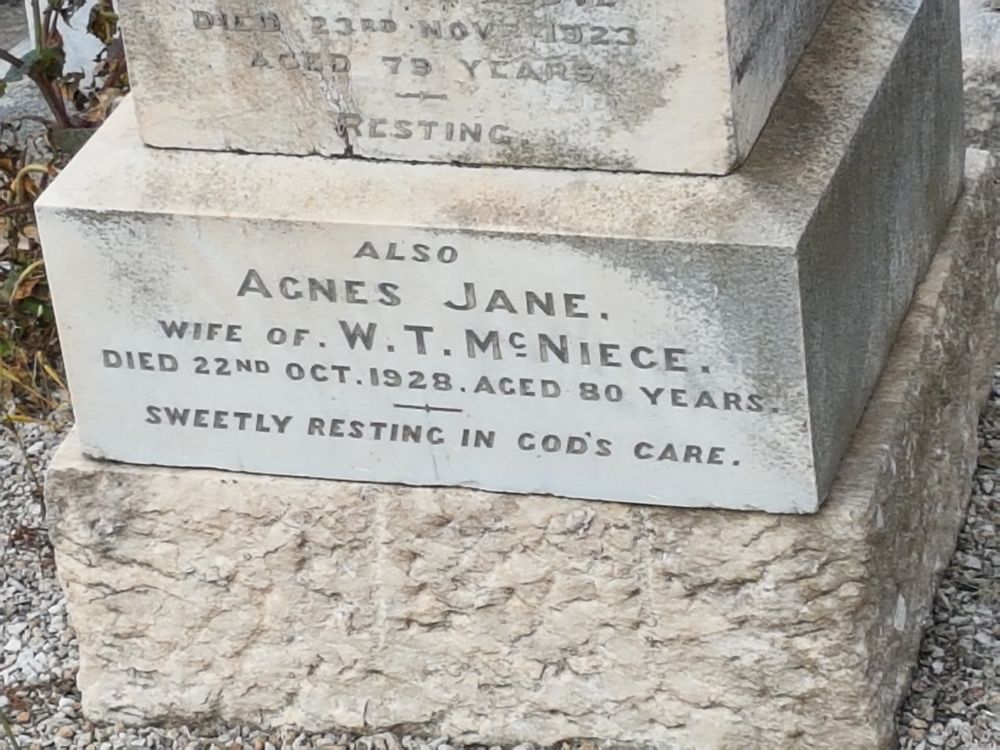 DIED 23RD NOVR 1923
AGED 79 YEARS
RESTING.
ALSO
AGNES JANE.
WIFE OF. W. T. MCNIECE.
DIED 22ND OCT. 1928. AGED 80 YEARS.
SWEETLY RESTING IN GOD'S CARE.